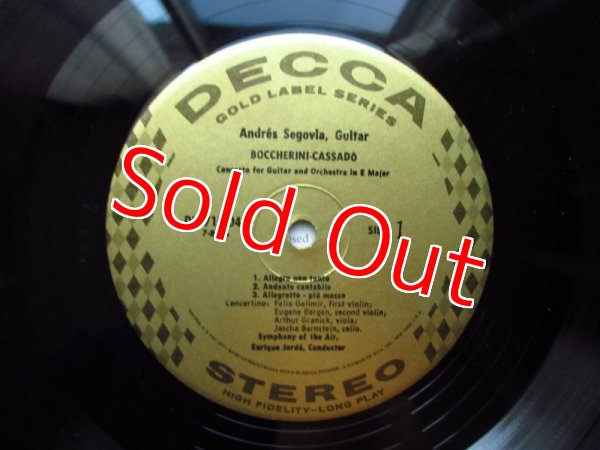 DECCA
GOLD LABEL SERIES
Andrés Segovia, Guitar
BOCCHERINI-CASSADÓ
Concerto for Guitar and Orchestra in E Major
Sold Out
1. Allegro non tanto
2. Andante cantabile
3. Allegretto - più mosso
Concertino: Felix Galimir, first violin;
Eugene Bergen, second violin;
Arthur Granick, viola;
Jascha Bernstein, cello.
Symphony of the Air,
Enrique Jordá, Conductor
STEREO
HIGH FIDELITY—LONG PLAY